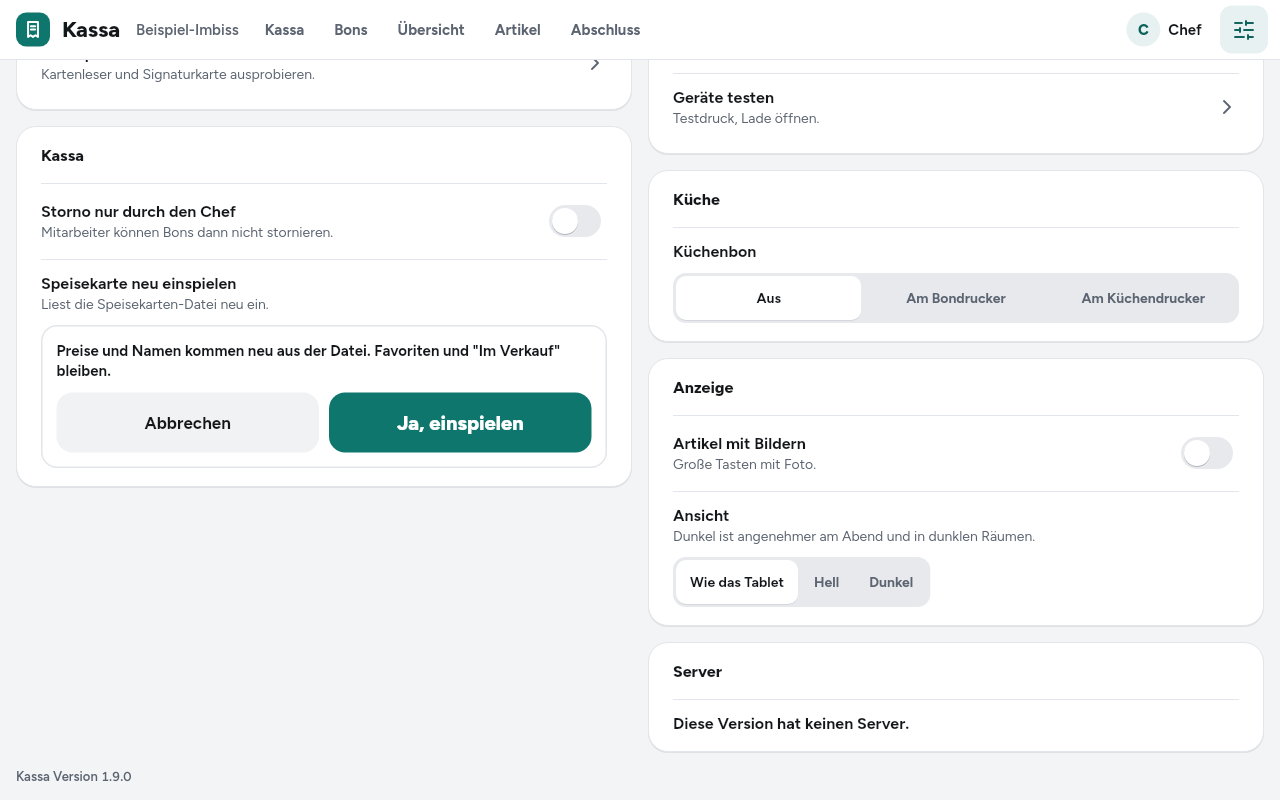 Kassa
Beispiel-Imbiss
Kassa
Bons
Übersicht
Artikel
Abschluss
C
Chef
Kartenleser und Signaturkarte ausprobieren.
Kassa
Storno nur durch den Chef
Mitarbeiter können Bons dann nicht stornieren.
Speisekarte neu einspielen
Liest die Speisekarten-Datei neu ein.
Preise und Namen kommen neu aus der Datei. Favoriten und "Im Verkauf"
bleiben.
Abbrechen
Ja, einspielen
Geräte testen
Testdruck, Lade öffnen.
Küche
Küchenbon
Aus
Am Bondrucker
Am Küchendrucker
Anzeige
Artikel mit Bildern
Große Tasten mit Foto.
Ansicht
Dunkel ist angenehmer am Abend und in dunklen Räumen.
Wie das Tablet
Hell
Dunkel
Server
Diese Version hat keinen Server.
Kassa Version 1.9.0